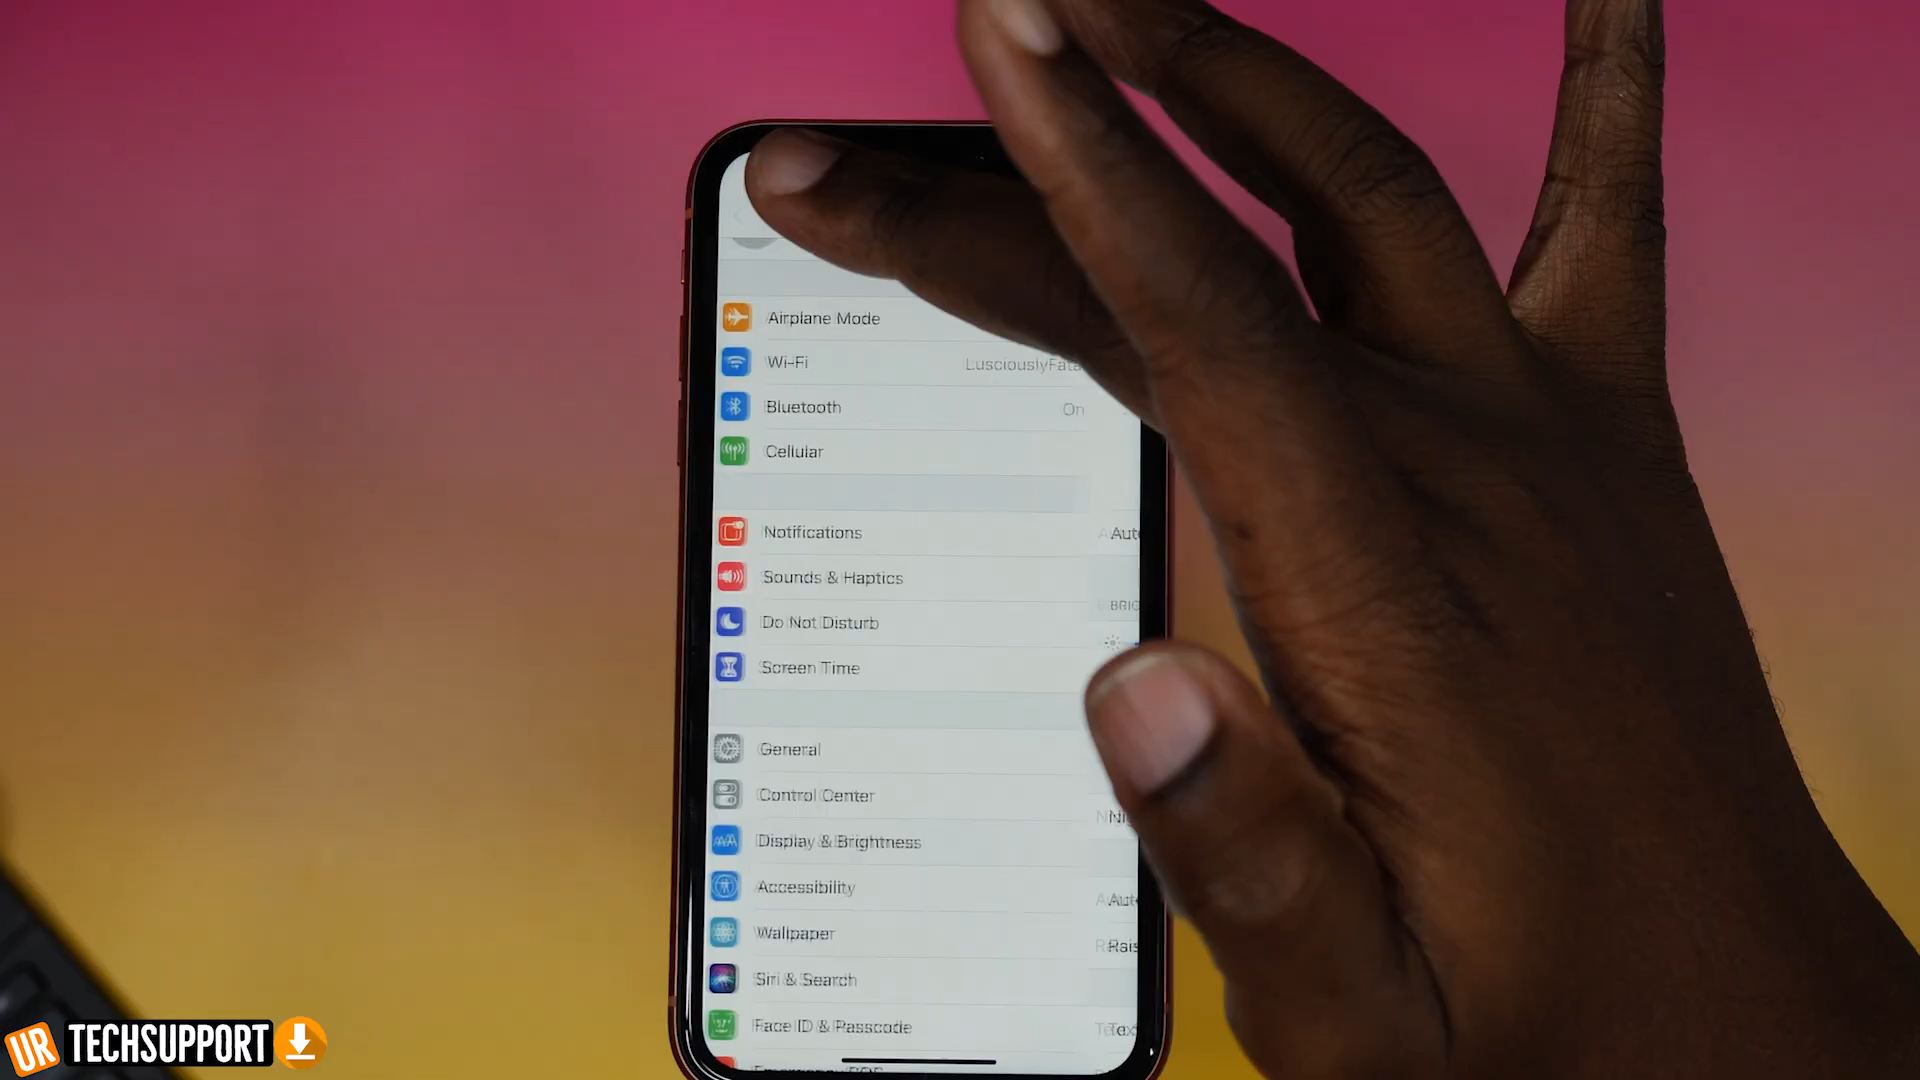 Airplane Mode
Wi-Fi
Bluetooth On
Cellular
Notifications
Sounds & Haptics
Do Not Disturb
Screen Time
General
Control Center
Display & Brightness
Accessibility
Wallpaper
Siri & Search
Face ID & Passcode
UR TECHSUPPORT